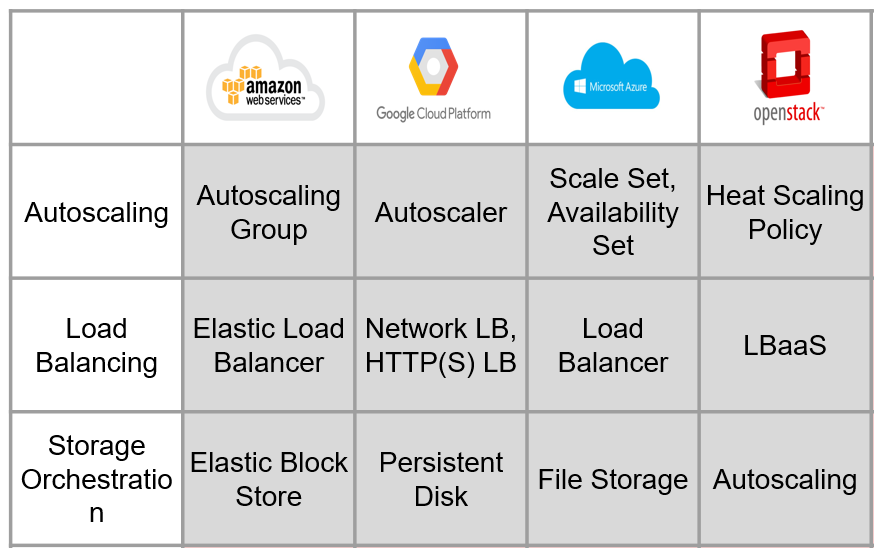 amazon
web services™
Google Cloud Platform
Microsoft Azure
openstack™
Autoscaling
Autoscaling
Group
Autoscaler
Scale Set,
Availability
Set
Heat Scaling
Policy
Load
Balancing
Elastic Load
Balancer
Network LB,
HTTP(S) LB
Load
Balancer
LBaaS
Storage
Orchestratio
n
Elastic Block
Store
Persistent
Disk
File Storage
Autoscaling